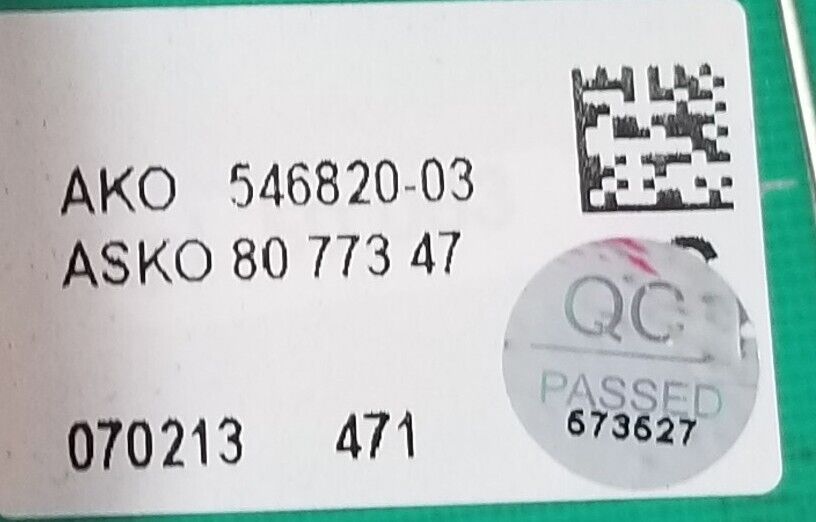 AKO 546820-03
ASKO 80 773 47
070213 471
QC
PASSED
673627